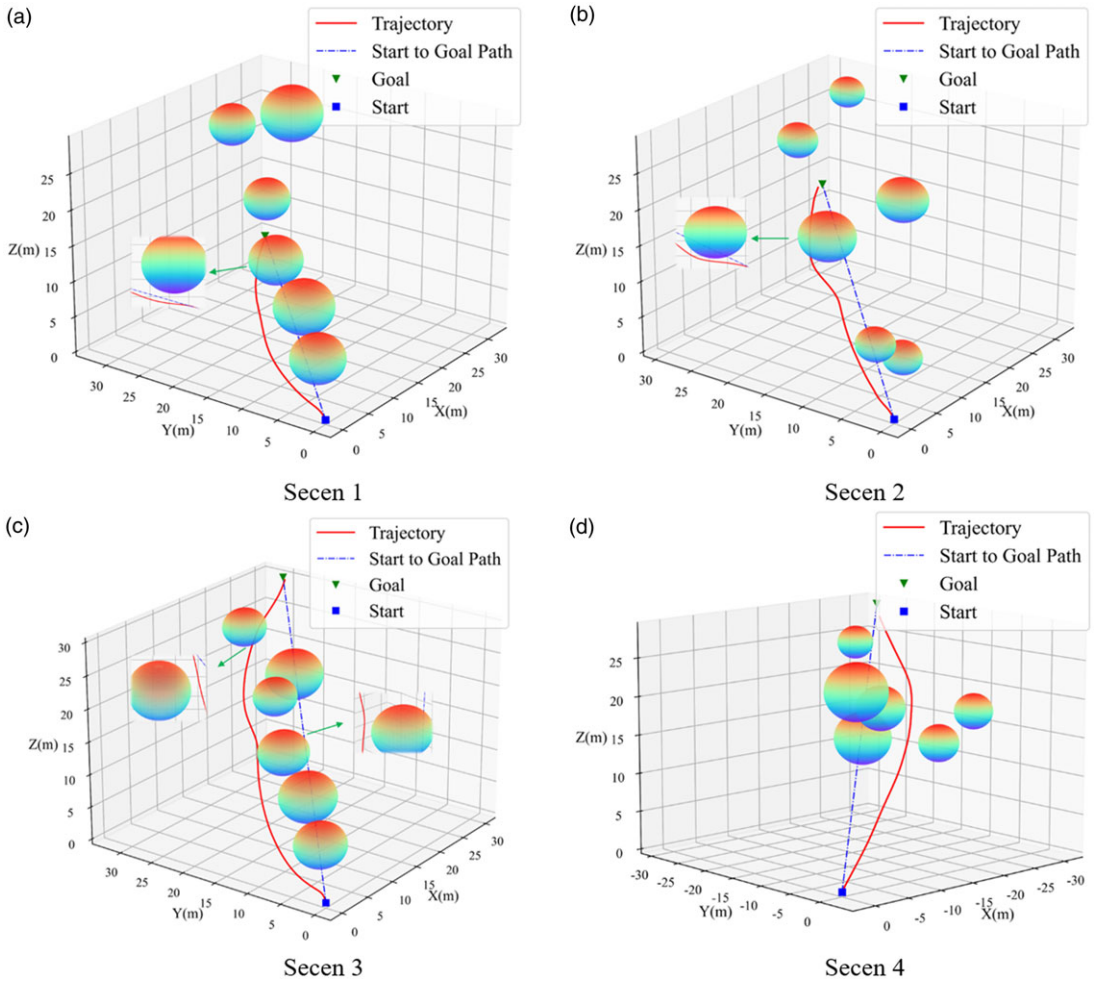 (a)
Trajectory
Start to Goal Path
Goal
Start
25
20
Z(m) 15
10
5
0
30
25
20
15
Y(m) 10
5
0
0
5
10
15 X(m)
20
25
30
Secen 1
(b)
Trajectory
Start to Goal Path
Goal
Start
25
20
Z(m) 15
10
5
0
30
25
20
15
Y(m) 10
5
0
0
5
10
15 X(m)
20
25
30
Secen 2
(c)
Trajectory
Start to Goal Path
Goal
Start
30
25
20
Z(m) 15
10
5
0
30
25
20
15
Y(m) 10
5
0
0
5
10
15 X(m)
20
25
30
Secen 3
(d)
Trajectory
Start to Goal Path
Goal
Start
25
20
Z(m) 15
10
5
0
-30
-25
-20
-15
Y(m) -10
-5
0
0
-5
-10
-15 X(m)
-20
-25
-30
Secen 4